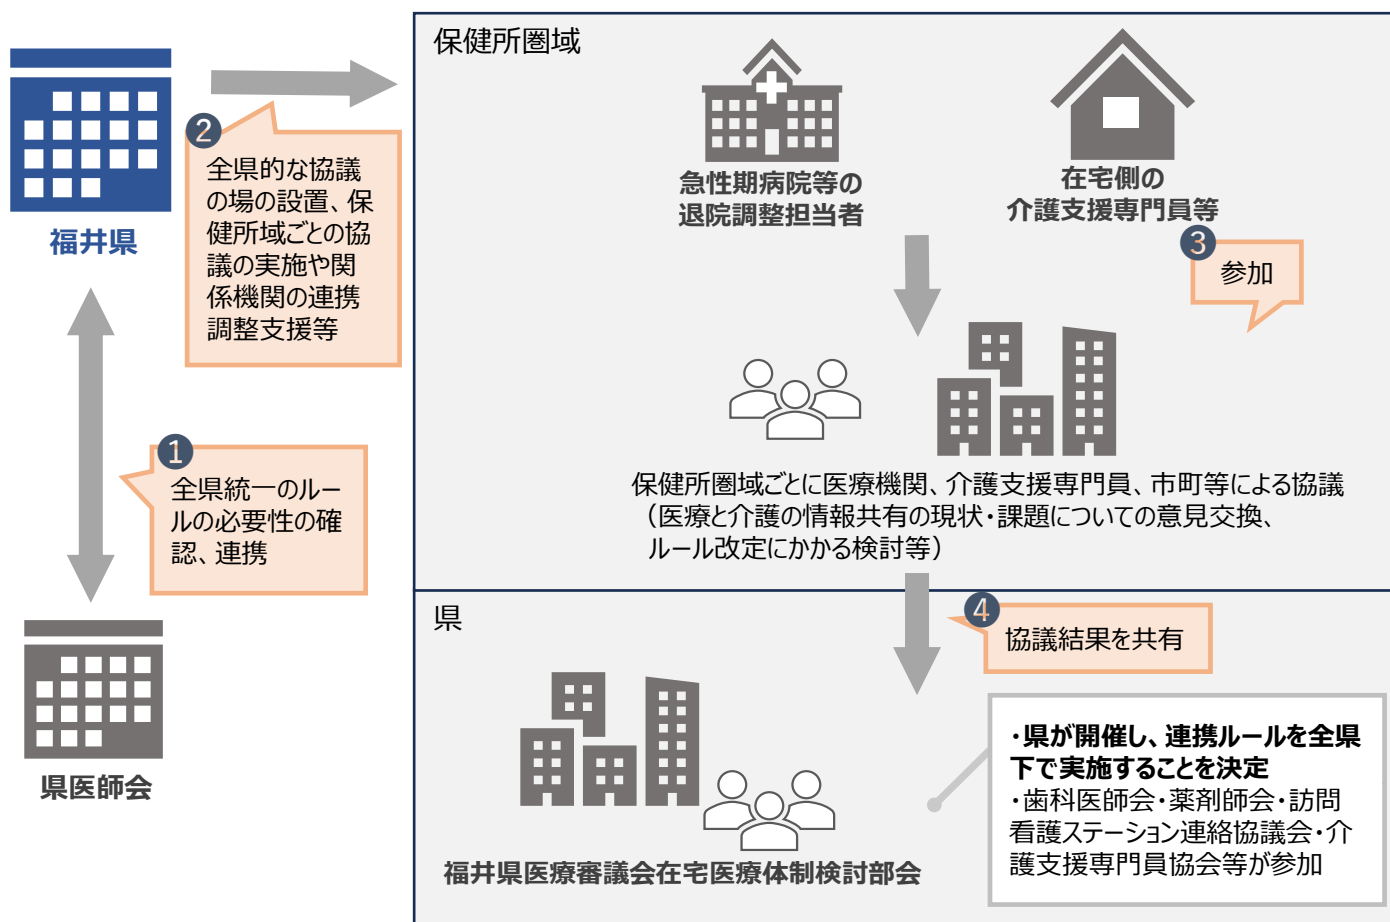 福井県
❷
全県的な協議
の場の設置、保
健所域ごとの協
議の実施や関
係機関の連携
調整支援等
❶
全県統一のルー
ルの必要性の確
認、連携
県医師会
保健所圏域
急性期病院等の
退院調整担当者
在宅側の
介護支援専門員等
❸
参加
保健所圏域ごとに医療機関、介護支援専門員、市町等による協議
（医療と介護の情報共有の現状・課題についての意見交換、
ルール改定にかかる検討等）
県
❹
協議結果を共有
・県が開催し、連携ルールを全県
下で実施することを決定
・歯科医師会・薬剤師会・訪問
看護ステーション連絡協議会・介
護支援専門員協会等が参加
福井県医療審議会在宅医療体制検討部会